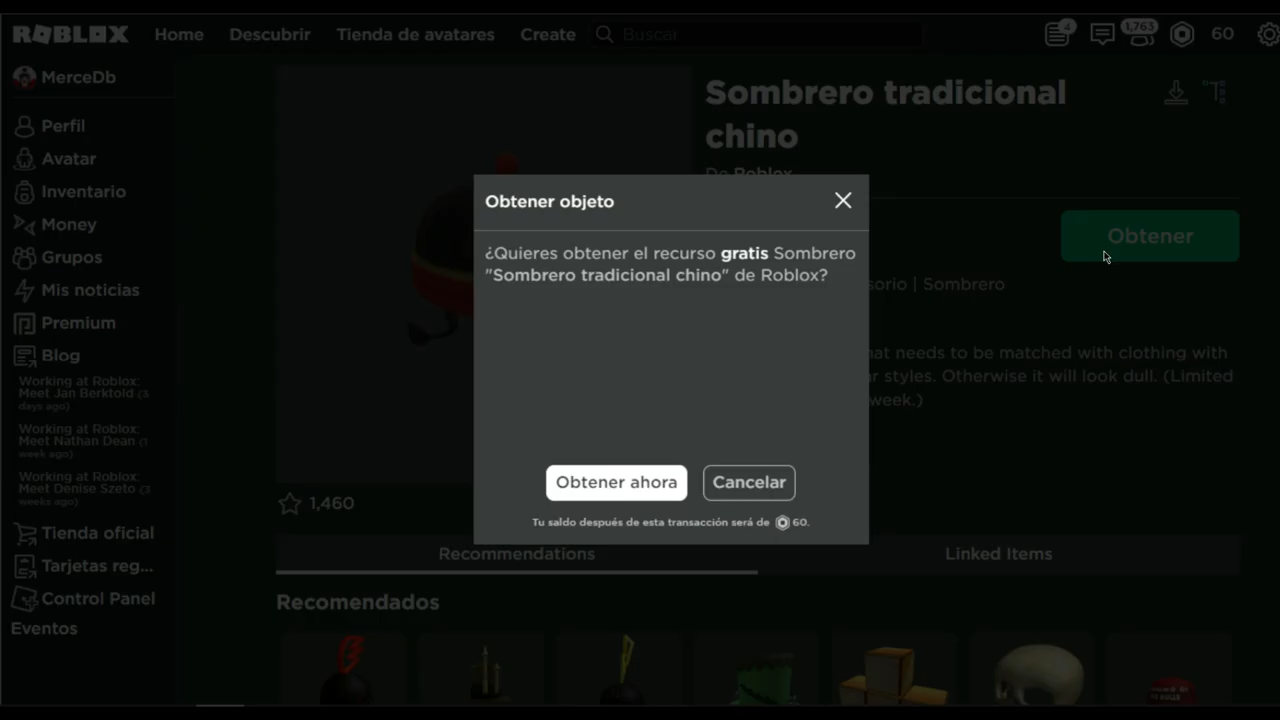 ROBLOX Home Descubrir Tienda de avatares Create Buscar 4 1,763 60
MerceDb
Perfil
Avatar
Inventario
Money
Grupos
Mis noticias
Premium
Blog
Working at Roblox:
Meet Jan Berktold (3
days ago)
Working at Roblox:
Meet Nathan Dean (1
week ago)
Working at Roblox:
Meet Denise Szeto (3
weeks ago)
Tienda oficial
Tarjetas reg...
Control Panel
Eventos
Sombrero tradicional
chino
De Roblox
Obtener
sorio | Sombrero
hat needs to be matched with clothing with
r styles. Otherwise it will look dull. (Limited
week.)
Obtener objeto
¿Quieres obtener el recurso gratis Sombrero
"Sombrero tradicional chino" de Roblox?
Obtener ahora Cancelar
Tu saldo después de esta transacción será de 60.
1,460
Recommendations Linked Items
Recomendados